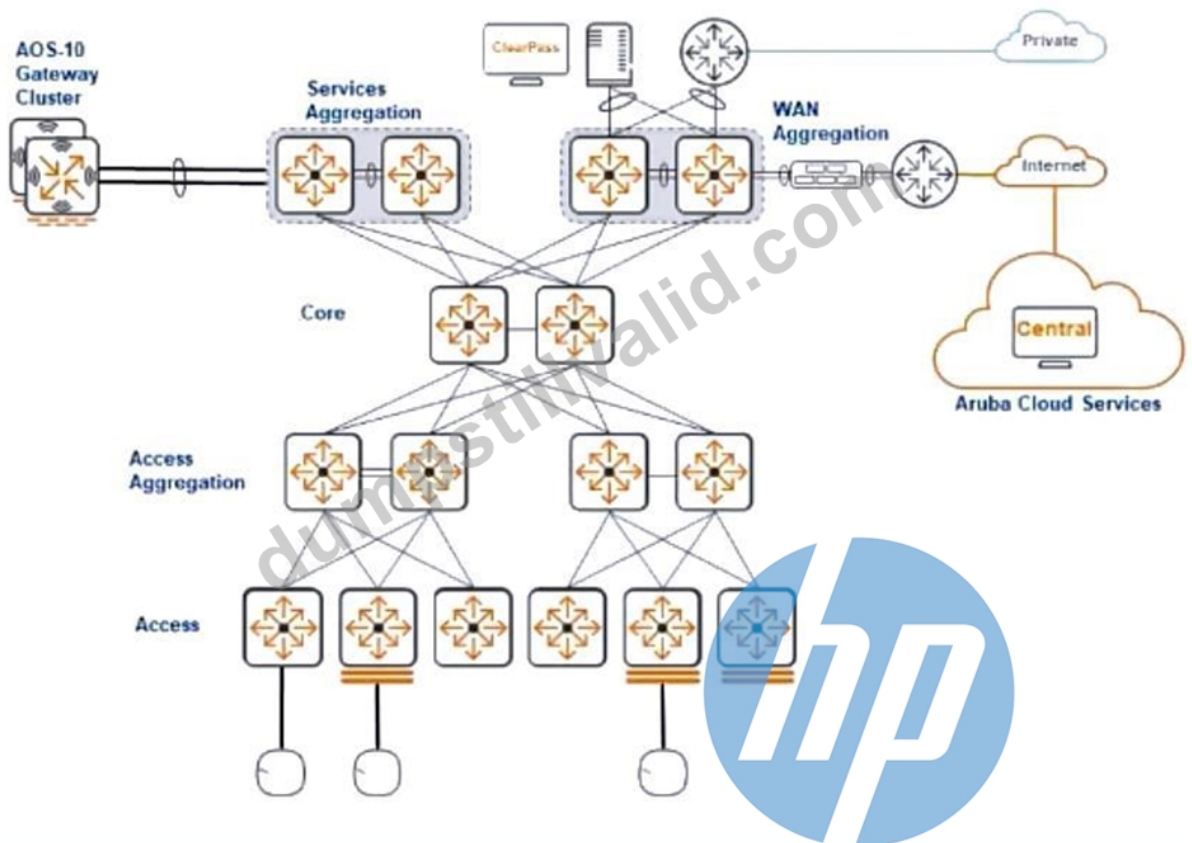 AOS-10
Gateway
Cluster
Services
Aggregation
ClearPass
Private
WAN
Aggregation
Internet
Core
Central
Aruba Cloud Services
Access
Aggregation
Access
dumpstillvalid.com
hp